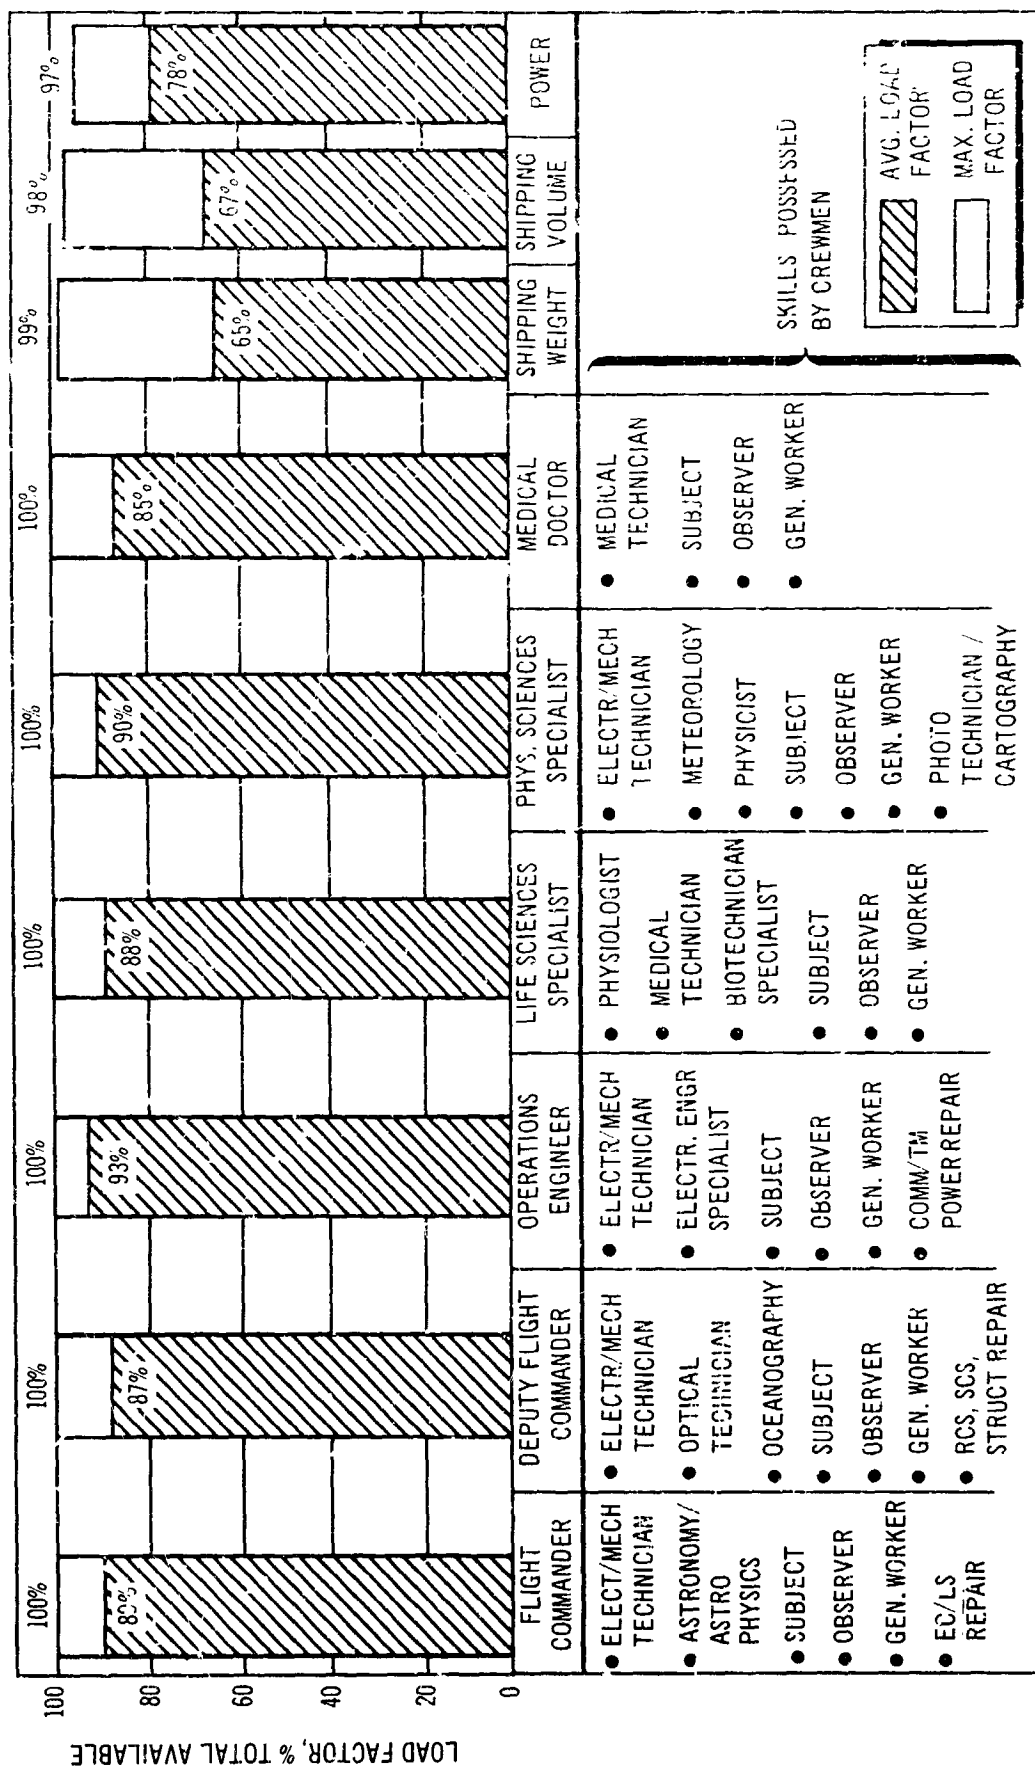 LOAD FACTOR, % TOTAL AVAILABLE
100
80
60
40
20
0
100%
100%
87%
100%
93%
100%
88%
100%
90%
100%
85%
99%
65%
98%
67%
97%
78%
FLIGHT
COMMANDER
DEPUTY FLIGHT
COMMANDER
OPERATIONS
ENGINEER
LIFE SCIENCES
SPECIALIST
PHYS. SCIENCES
SPECIALIST
MEDICAL
DOCTOR
SHIPPING
WEIGHT
SHIPPING
VOLUME
POWER
• ELECT/MECH
TECHNICIAN
• ASTRONOMY/
ASTRO
PHYSICS
• SUBJECT
• OBSERVER
• GEN. WORKER
• EC/LS
REPAIR
• ELECTR/MECH
TECHNICIAN
• OPTICAL
TECHNICIAN
• OCEANOGRAPHY
• SUBJECT
• OBSERVER
• GEN. WORKER
• RCS, SCS,
STRUCT REPAIR
• ELECTR/MECH
TECHNICIAN
• ELECTR. ENGR
SPECIALIST
• SUBJECT
• OBSERVER
• GEN. WORKER
• COMM/TM
POWER REPAIR
• PHYSIOLOGIST
• MEDICAL
TECHNICIAN
• BIOTECHNICIAN
SPECIALIST
• SUBJECT
• OBSERVER
• GEN. WORKER
• ELECTR/MECH
TECHNICIAN
• METEOROLOGY
• PHYSICIST
• SUBJECT
• OBSERVER
• GEN. WORKER
• PHOTO
TECHNICIAN /
CARTOGRAPHY
• MEDICAL
TECHNICIAN
• SUBJECT
• OBSERVER
• GEN. WORKER
SKILLS POSSESSED
BY CREWMEN
AVG. LOAD
FACTOR
MAX. LOAD
FACTOR